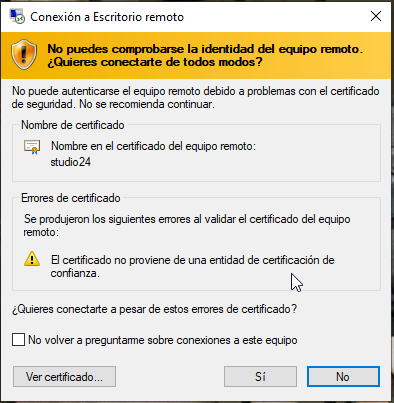 Conexión a Escritorio remoto
No puedes comprobarse la identidad del equipo remoto.
¿Quieres conectarte de todos modos?
No puede autenticarse el equipo remoto debido a problemas con el certificado
de seguridad. No se recomienda continuar.
Nombre de certificado
Nombre en el certificado del equipo remoto:
studio24
Errores de certificado
Se produjeron los siguientes errores al validar el certificado del equipo
remoto:
El certificado no proviene de una entidad de certificación de
confianza.
¿Quieres conectarte a pesar de estos errores de certificado?
No volver a preguntarme sobre conexiones a este equipo
Ver certificado...
Sí
No